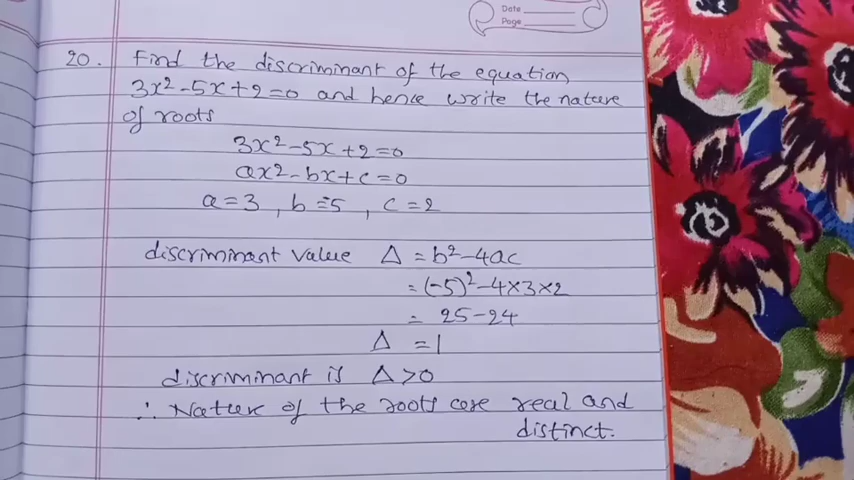 Date
Page
20. Find the discriminant of the equation
3x² - 5x + 2 = 0 and hence write the nature
of roots
3x² - 5x + 2 = 0
ax² - bx + c = 0
a = 3 , b = -5 , c = 2
discriminant value Δ = b² - 4ac
= (-5)² - 4×3×2
= 25 - 24
Δ = 1
discriminant is Δ > 0
∴ Nature of the roots are real and
distinct.